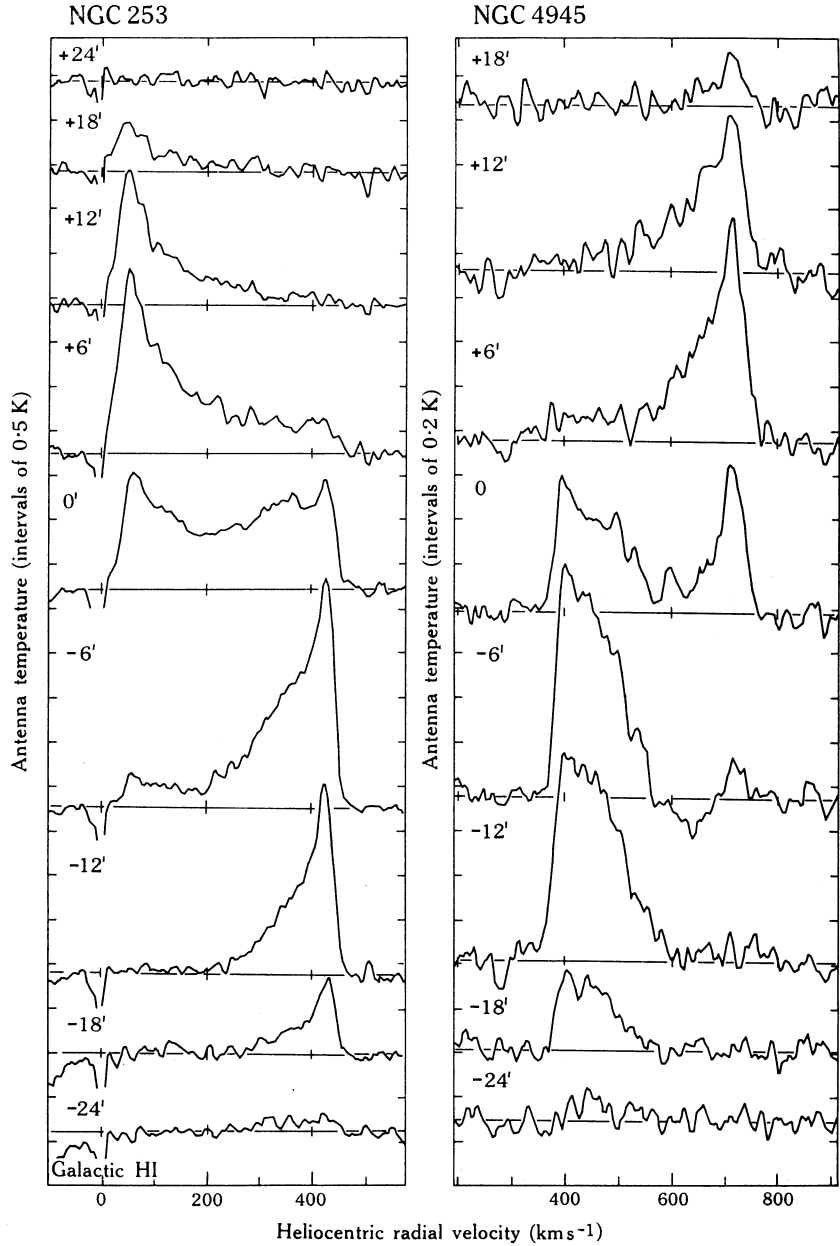 NGC 253
NGC 4945
+24'
+18'
+12'
+6'
0'
-6'
-12'
-18'
-24'
Galactic HI
+18'
+12'
+6'
0
-6'
-12'
-18'
-24'
Antenna temperature (intervals of 0·5 K)
Antenna temperature (intervals of 0·2 K)
0 200 400
400 600 800
Heliocentric radial velocity (km s⁻¹)